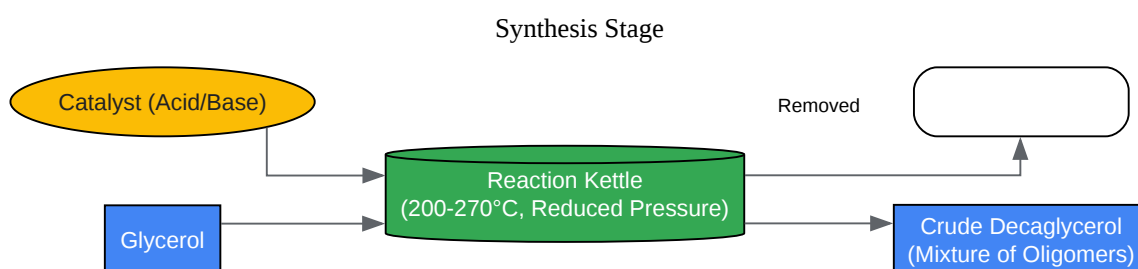 Synthesis Stage
Catalyst (Acid/Base)
Removed
Reaction Kettle
(200-270°C, Reduced Pressure)
Glycerol
Crude Decaglycerol
(Mixture of Oligomers)